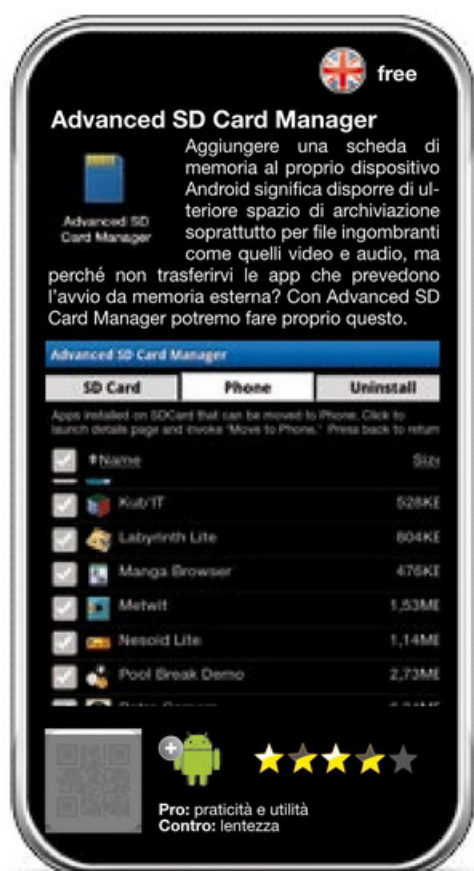 free
Advanced SD Card Manager
Aggiungere una scheda di
memoria al proprio dispositivo
Android significa disporre di ul-
teriore spazio di archiviazione
soprattutto per file ingombranti
come quelli video e audio, ma
Advanced SD
Card Manager
perché non trasferirvi le app che prevedono
l'avvio da memoria esterna? Con Advanced SD
Card Manager potremo fare proprio questo.
Advanced SD Card Manager
SD Card Phone Uninstall
Apps installed on SDCard that can be moved to Phone. Click to
launch details page and invoke "Move to Phone." Press back to return
Name Size
Kub'IT 528KB
Labyrinth Lite 804KB
Manga Browser 476KB
Metwit 1,53MB
Nesoid Lite 1,14MB
Pool Break Demo 2,73MB
Pro: praticità e utilità
Contro: lentezza